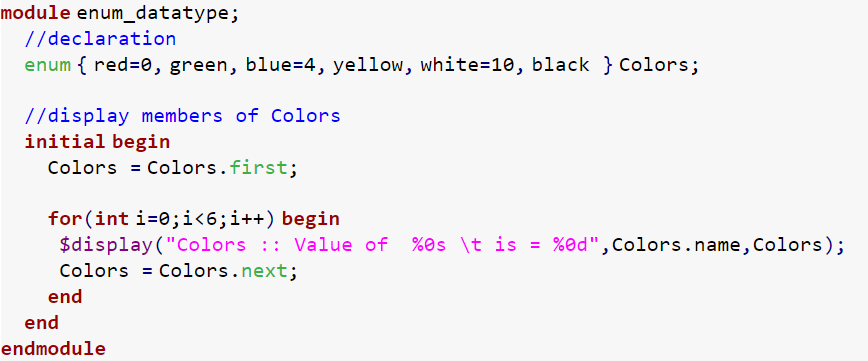 module enum_datatype;
//declaration
enum { red=0, green, blue=4, yellow, white=10, black } Colors;
//display members of Colors
initial begin
Colors = Colors.first;
for(int i=0;i<6;i++) begin
$display("Colors :: Value of  %0s \t is = %0d",Colors.name,Colors);
Colors = Colors.next;
end
end
endmodule